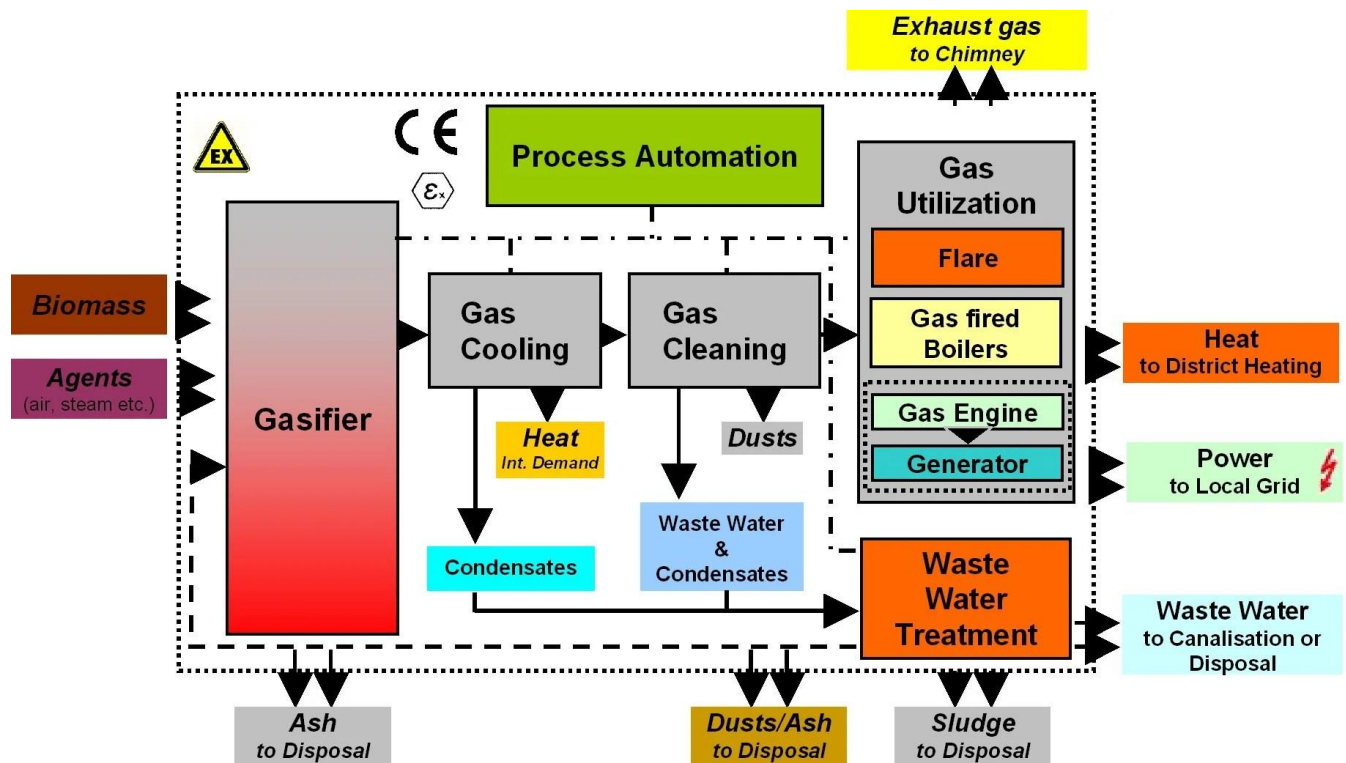 Exhaust gas
to Chimney
EX
CE
εx
Process Automation
Gas
Utilization
Flare
Gas fired
Boilers
Gas Engine
Generator
Biomass
Agents
(air, steam etc.)
Gasifier
Gas
Cooling
Gas
Cleaning
Heat
Int. Demand
Dusts
Heat
to District Heating
Power
to Local Grid
Condensates
Waste Water
&
Condensates
Waste
Water
Treatment
Waste Water
to Canalisation or
Disposal
Ash
to Disposal
Dusts/Ash
to Disposal
Sludge
to Disposal